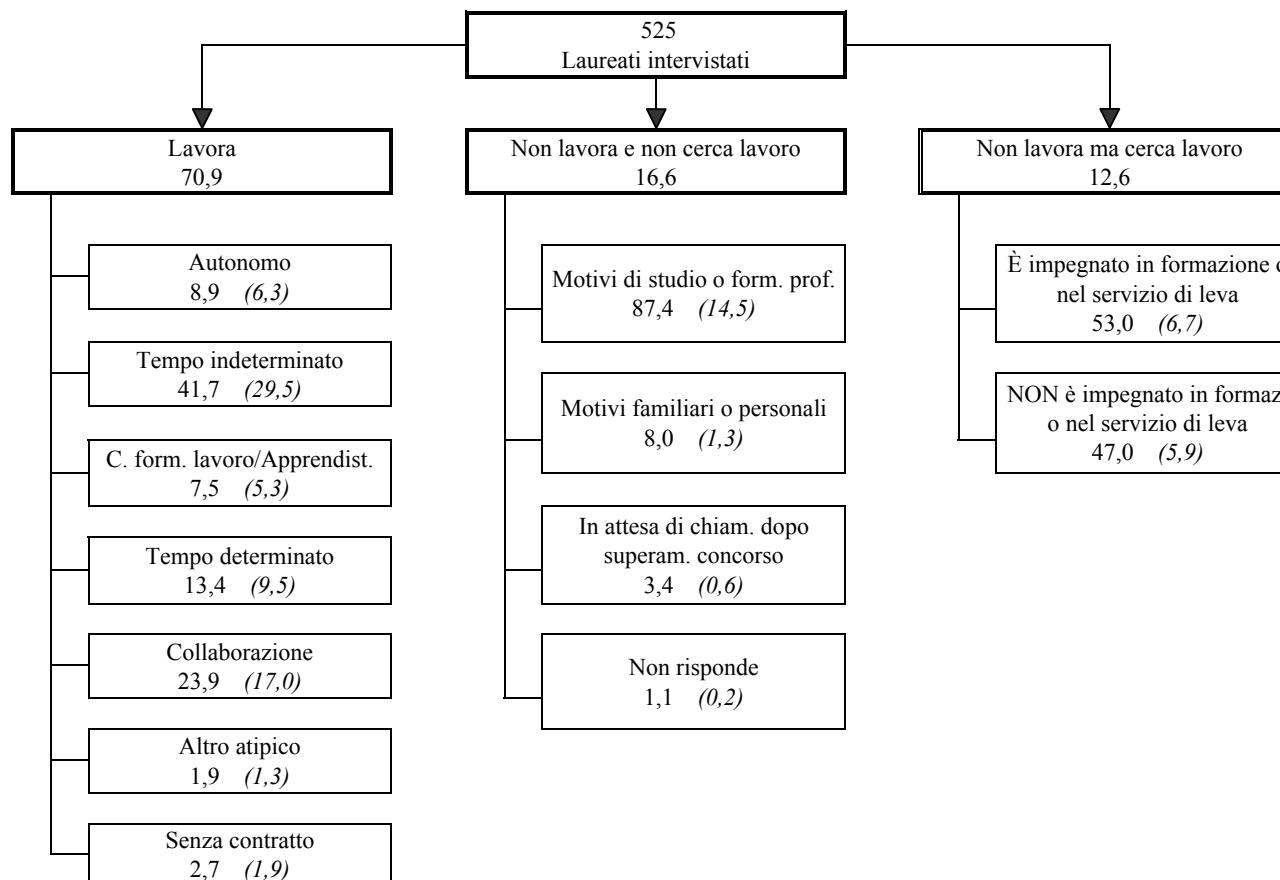 525
Laureati intervistati
Lavora
70,9
Non lavora e non cerca lavoro
16,6
Non lavora ma cerca lavoro
12,6
Autonomo
8,9 (6,3)
Tempo indeterminato
41,7 (29,5)
C. form. lavoro/Apprendist.
7,5 (5,3)
Tempo determinato
13,4 (9,5)
Collaborazione
23,9 (17,0)
Altro atipico
1,9 (1,3)
Senza contratto
2,7 (1,9)
Motivi di studio o form. prof.
87,4 (14,5)
Motivi familiari o personali
8,0 (1,3)
In attesa di chiam. dopo
superam. concorso
3,4 (0,6)
Non risponde
1,1 (0,2)
È impegnato in formazione
nel servizio di leva
53,0 (6,7)
NON è impegnato in
o nel servizio di leva
47,0 (5,9)